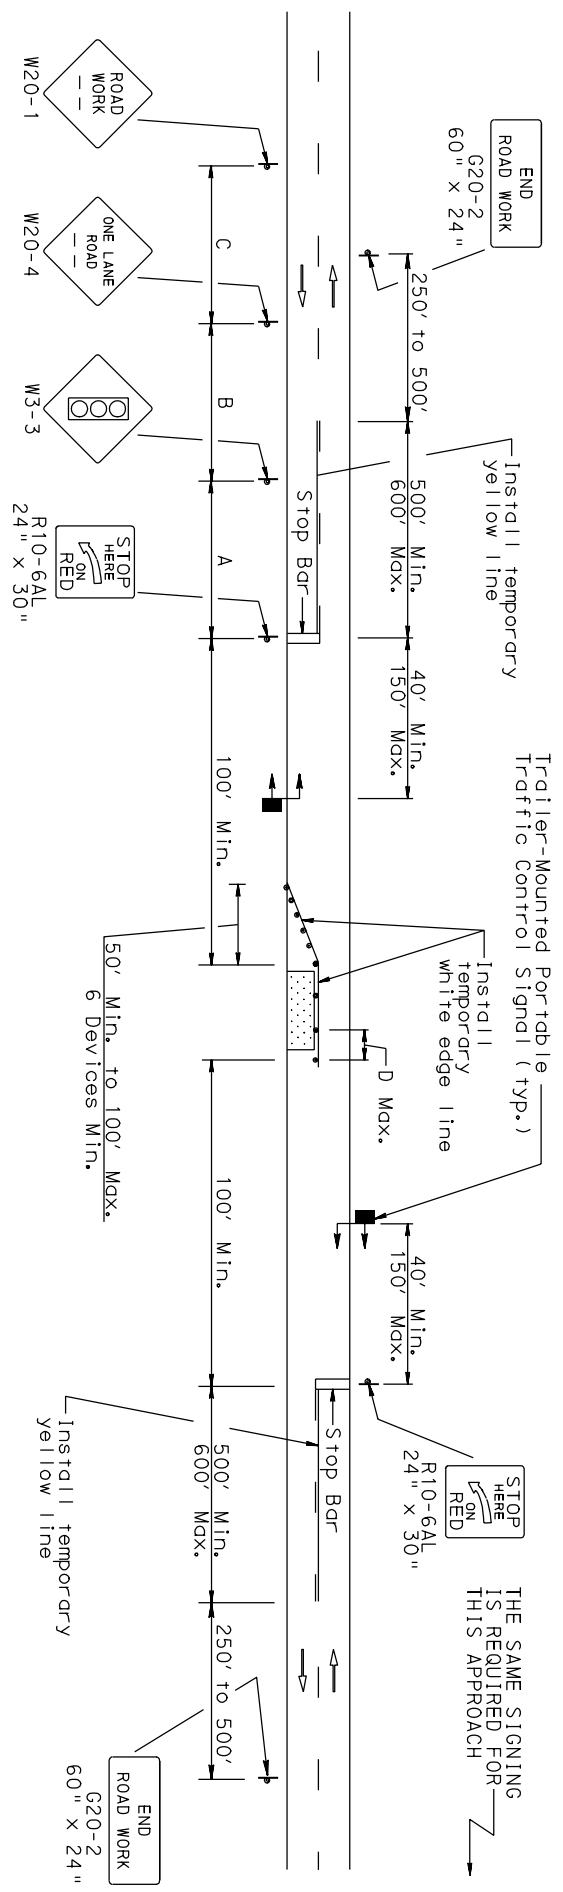 END
ROAD WORK
G20-2
60" x 24"
250' to 500'
Install temporary
yellow line
500' Min.
600' Max.
40' Min.
150' Max.
Trailer-Mounted Portable
Traffic Control Signal (typ.)
Install
temporary
white edge line
D Max.
40' Min.
150' Max.
STOP
HERE
ON
RED
R10-6AL
24" x 30"
THE SAME SIGNING
IS REQUIRED FOR
THIS APPROACH
Stop Bar
Stop Bar
ROAD
WORK
W20-1
C
ONE LANE
ROAD
W20-4
B
W3-3
A
STOP
HERE
ON
RED
R10-6AL
24" x 30"
100' Min.
50' Min. to 100' Max.
6 Devices Min.
100' Min.
500' Min.
600' Max.
Install temporary
yellow line
250' to 500'
END
ROAD WORK
G20-2
60" x 24"